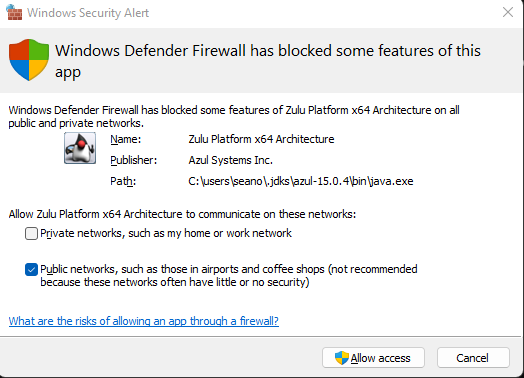 Windows Security Alert
Windows Defender Firewall has blocked some features of this
app
Windows Defender Firewall has blocked some features of Zulu Platform x64 Architecture on all
public and private networks.
Name: Zulu Platform x64 Architecture
Publisher: Azul Systems Inc.
Path: C:\users\seano\.jdks\azul-15.0.4\bin\java.exe
Allow Zulu Platform x64 Architecture to communicate on these networks:
Private networks, such as my home or work network
Public networks, such as those in airports and coffee shops (not recommended
because these networks often have little or no security)
What are the risks of allowing an app through a firewall?
Allow access Cancel